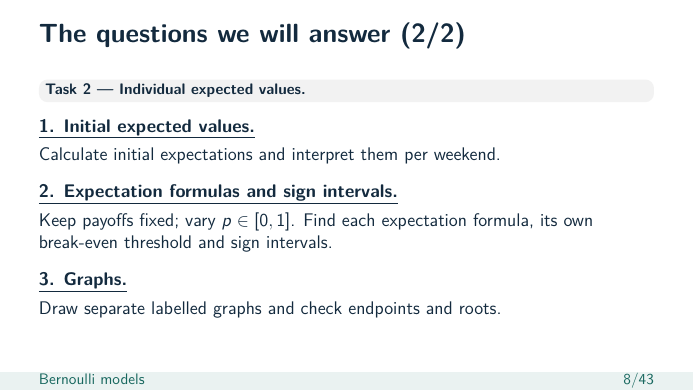 The questions we will answer (2/2)
Task 2 — Individual expected values.
1. Initial expected values.
Calculate initial expectations and interpret them per weekend.
2. Expectation formulas and sign intervals.
Keep payoffs fixed; vary p ∈ [0, 1]. Find each expectation formula, its own
break-even threshold and sign intervals.
3. Graphs.
Draw separate labelled graphs and check endpoints and roots.
Bernoulli models
8/43